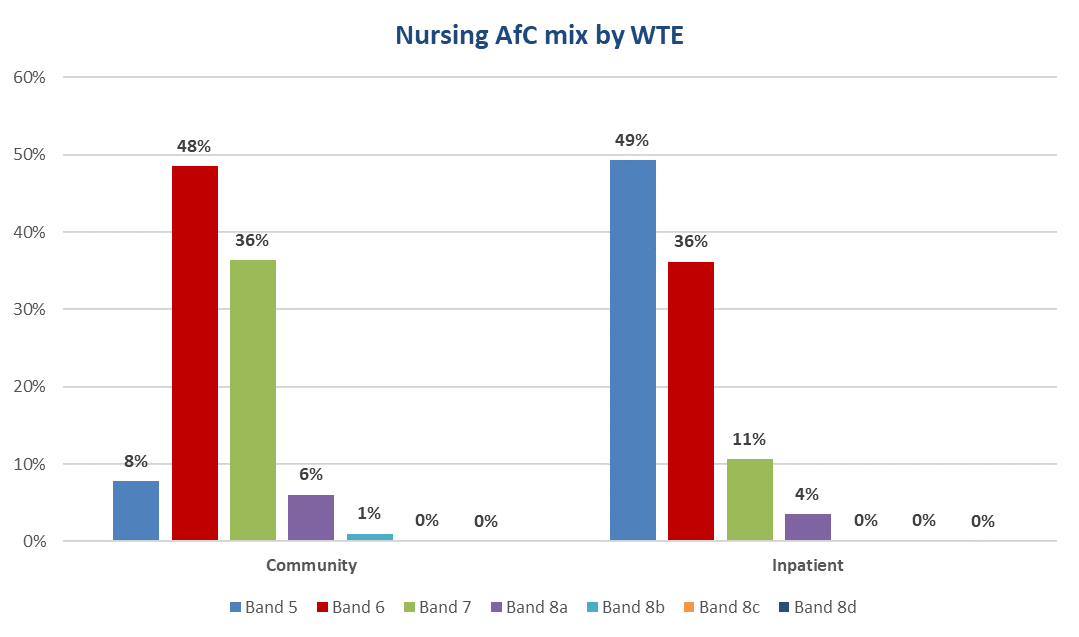 Nursing AfC mix by WTE
60%
50%
40%
30%
20%
10%
0%
8%
48%
36%
6%
1%
0%
0%
49%
36%
11%
4%
0%
0%
0%
Community
Inpatient
Band 5
Band 6
Band 7
Band 8a
Band 8b
Band 8c
Band 8d